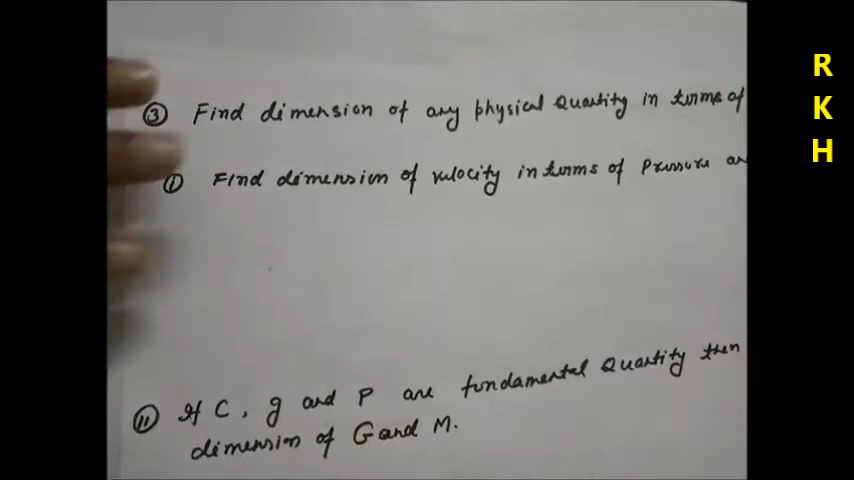 ③ Find dimension of any physical Quantity in terms of
① Find dimension of velocity in terms of Pressure an
⑪ If C, g and P are fundamental Quantity then
dimension of G and M.
R
K
H